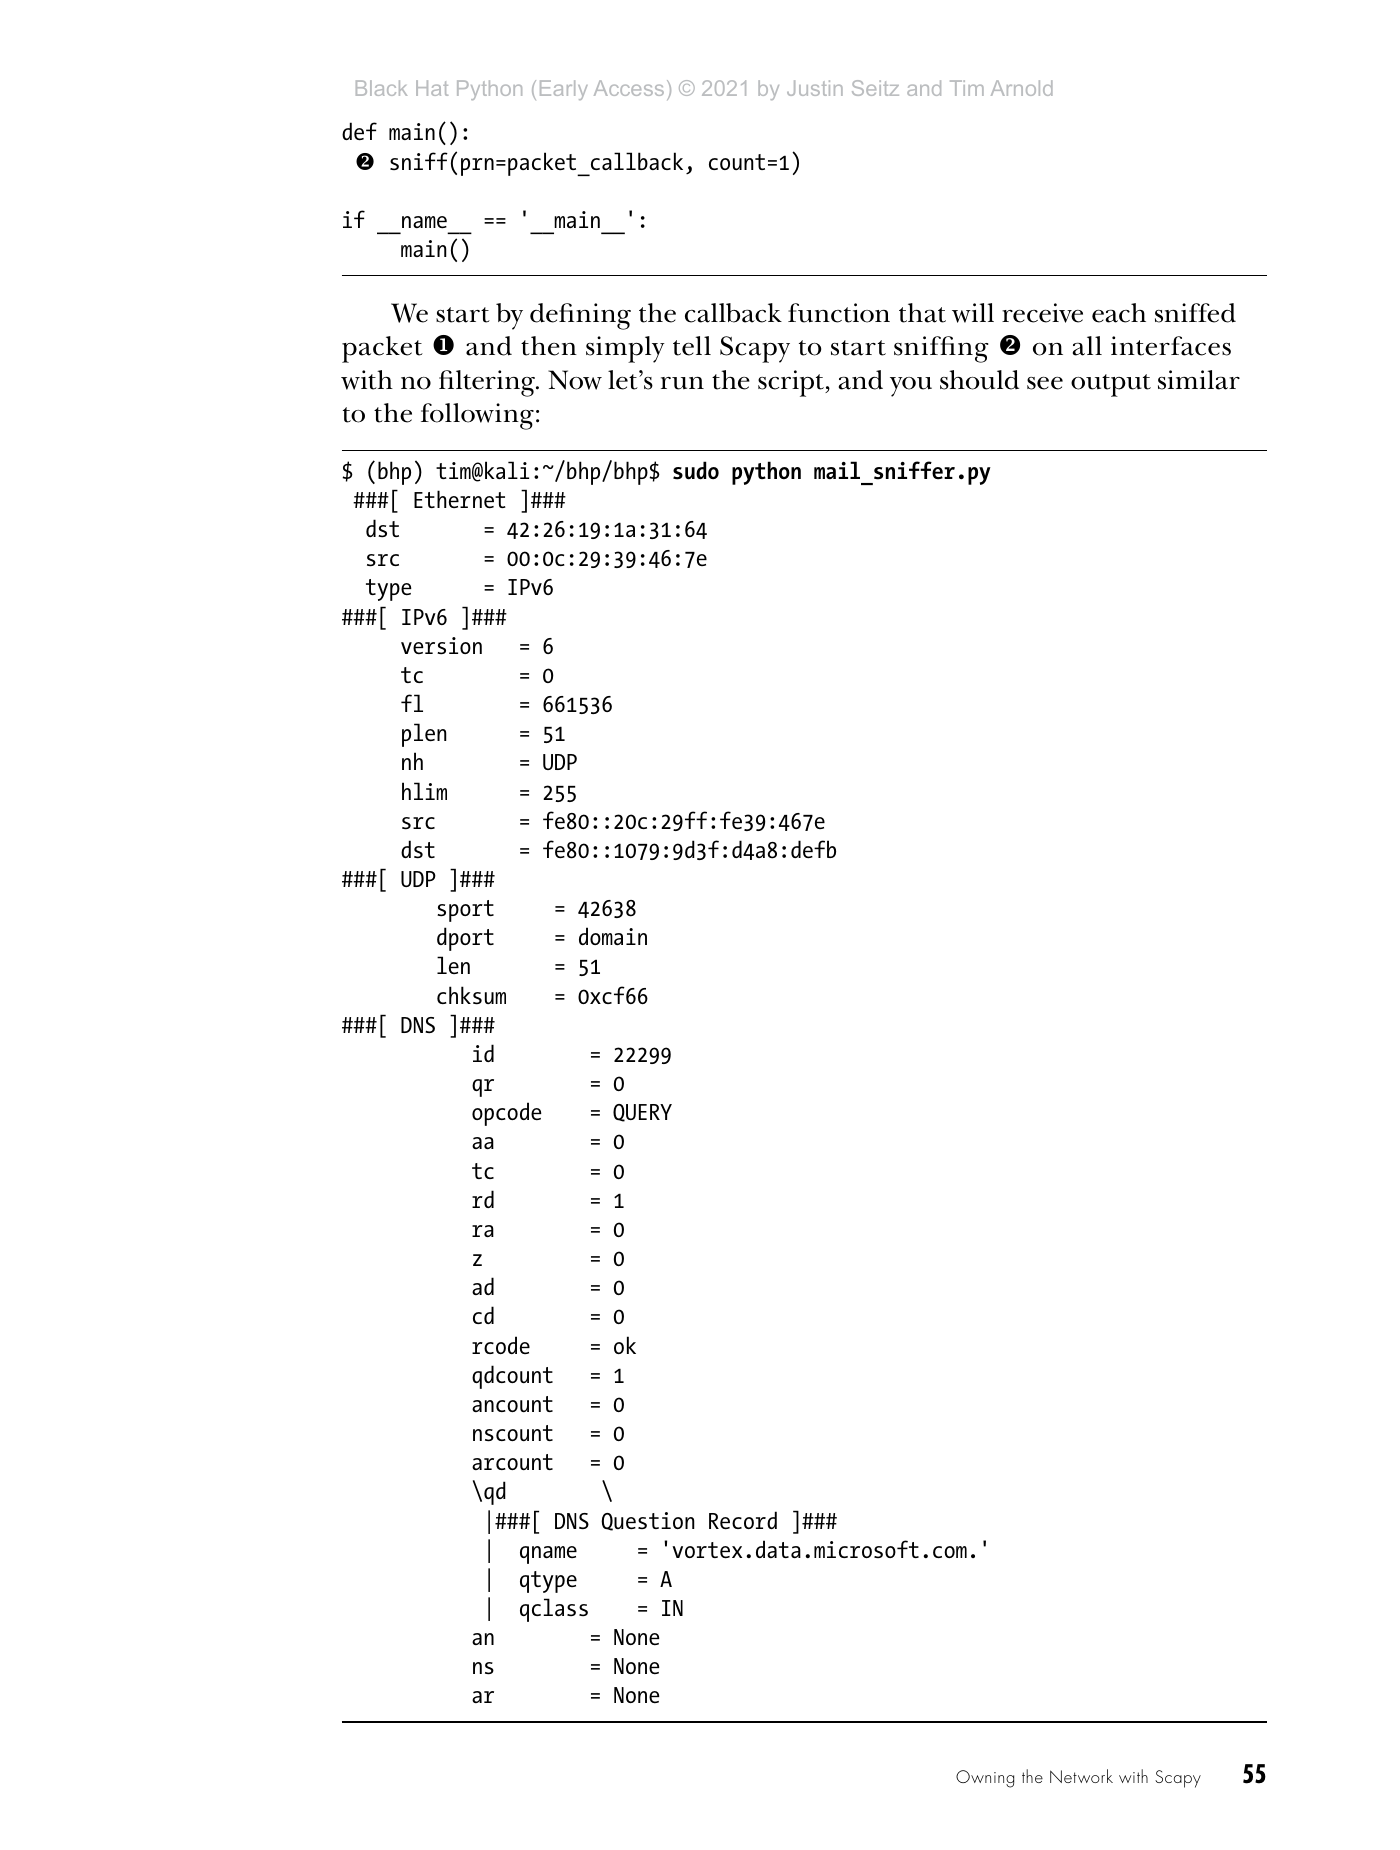 Black Hat Python (Early Access) © 2021 by Justin Seitz and Tim Arnold
def main():
 ❷ sniff(prn=packet_callback, count=1)

if __name__ == '__main__':
     main()
We start by defining the callback function that will receive each sniffed
packet ❶ and then simply tell Scapy to start sniffing ❷ on all interfaces
with no filtering. Now let’s run the script, and you should see output similar
to the following:
$ (bhp) tim@kali:~/bhp/bhp$ sudo python mail_sniffer.py
 ###[ Ethernet ]###
  dst       = 42:26:19:1a:31:64
  src       = 00:0c:29:39:46:7e
  type      = IPv6
###[ IPv6 ]###
     version   = 6
     tc        = 0
     fl        = 661536
     plen      = 51
     nh        = UDP
     hlim      = 255
     src       = fe80::20c:29ff:fe39:467e
     dst       = fe80::1079:9d3f:d4a8:defb
###[ UDP ]###
        sport     = 42638
        dport     = domain
        len       = 51
        chksum    = 0xcf66
###[ DNS ]###
           id        = 22299
           qr        = 0
           opcode    = QUERY
           aa        = 0
           tc        = 0
           rd        = 1
           ra        = 0
           z         = 0
           ad        = 0
           cd        = 0
           rcode     = ok
           qdcount   = 1
           ancount   = 0
           nscount   = 0
           arcount   = 0
           \qd        \
            |###[ DNS Question Record ]###
            |  qname     = 'vortex.data.microsoft.com.'
            |  qtype     = A
            |  qclass    = IN
           an        = None
           ns        = None
           ar        = None
Owning the Network with Scapy 55